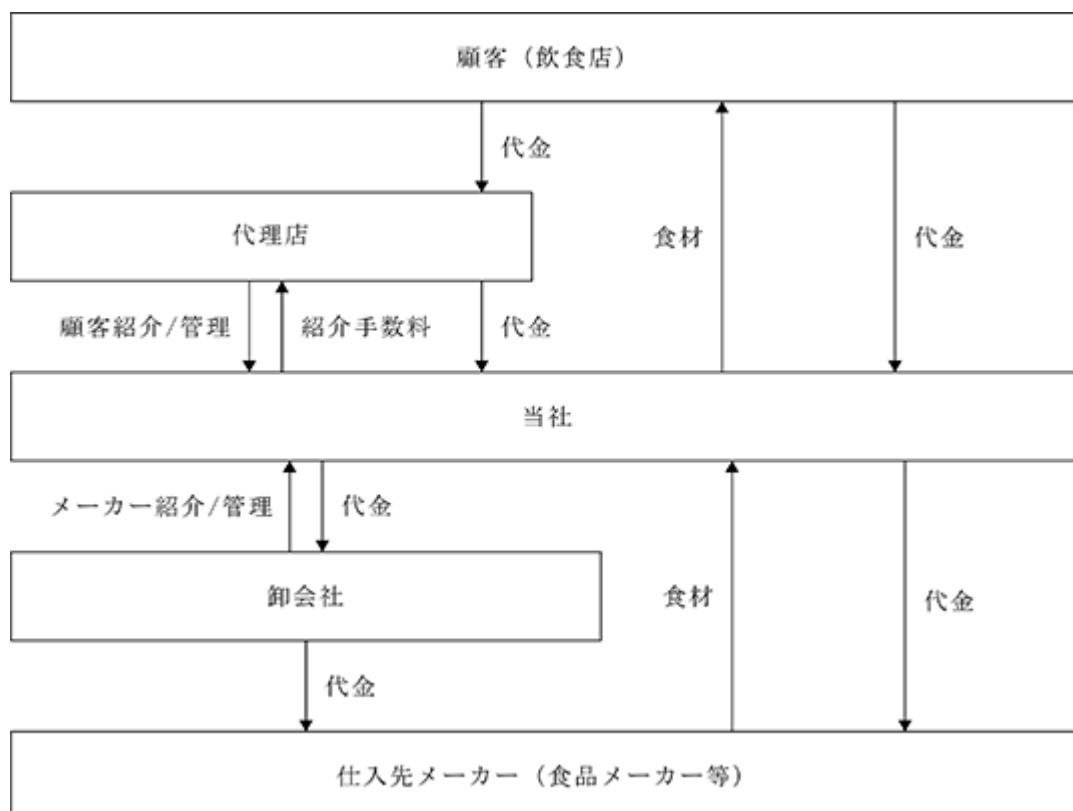 顧客（飲食店）
代金
代理店
食材
代金
顧客紹介/管理
紹介手数料
代金
当社
メーカー紹介/管理
代金
卸会社
食材
代金
代金
仕入先メーカー（食品メーカー等）